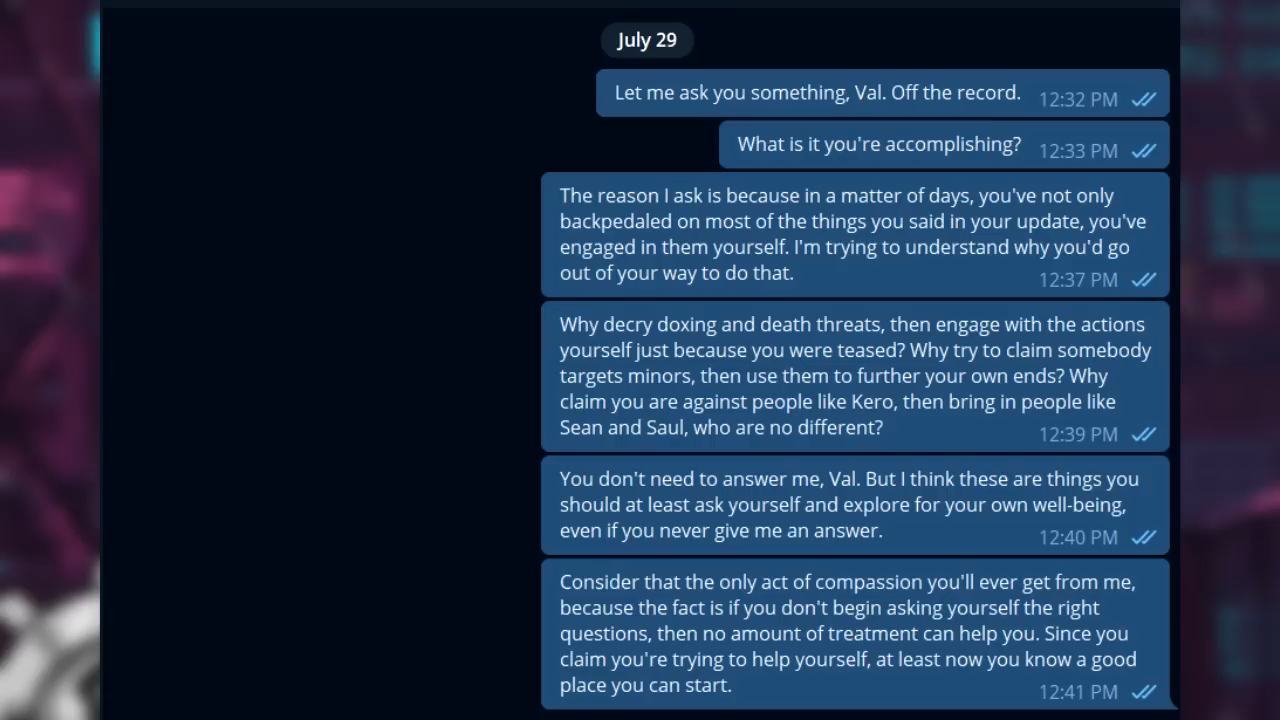 July 29
Let me ask you something, Val. Off the record. 12:32 PM
What is it you're accomplishing? 12:33 PM
The reason I ask is because in a matter of days, you've not only
backpedaled on most of the things you said in your update, you've
engaged in them yourself. I'm trying to understand why you'd go
out of your way to do that. 12:37 PM
Why decry doxing and death threats, then engage with the actions
yourself just because you were teased? Why try to claim somebody
targets minors, then use them to further your own ends? Why
claim you are against people like Kero, then bring in people like
Sean and Saul, who are no different? 12:39 PM
You don't need to answer me, Val. But I think these are things you
should at least ask yourself and explore for your own well-being,
even if you never give me an answer. 12:40 PM
Consider that the only act of compassion you'll ever get from me,
because the fact is if you don't begin asking yourself the right
questions, then no amount of treatment can help you. Since you
claim you're trying to help yourself, at least now you know a good
place you can start. 12:41 PM